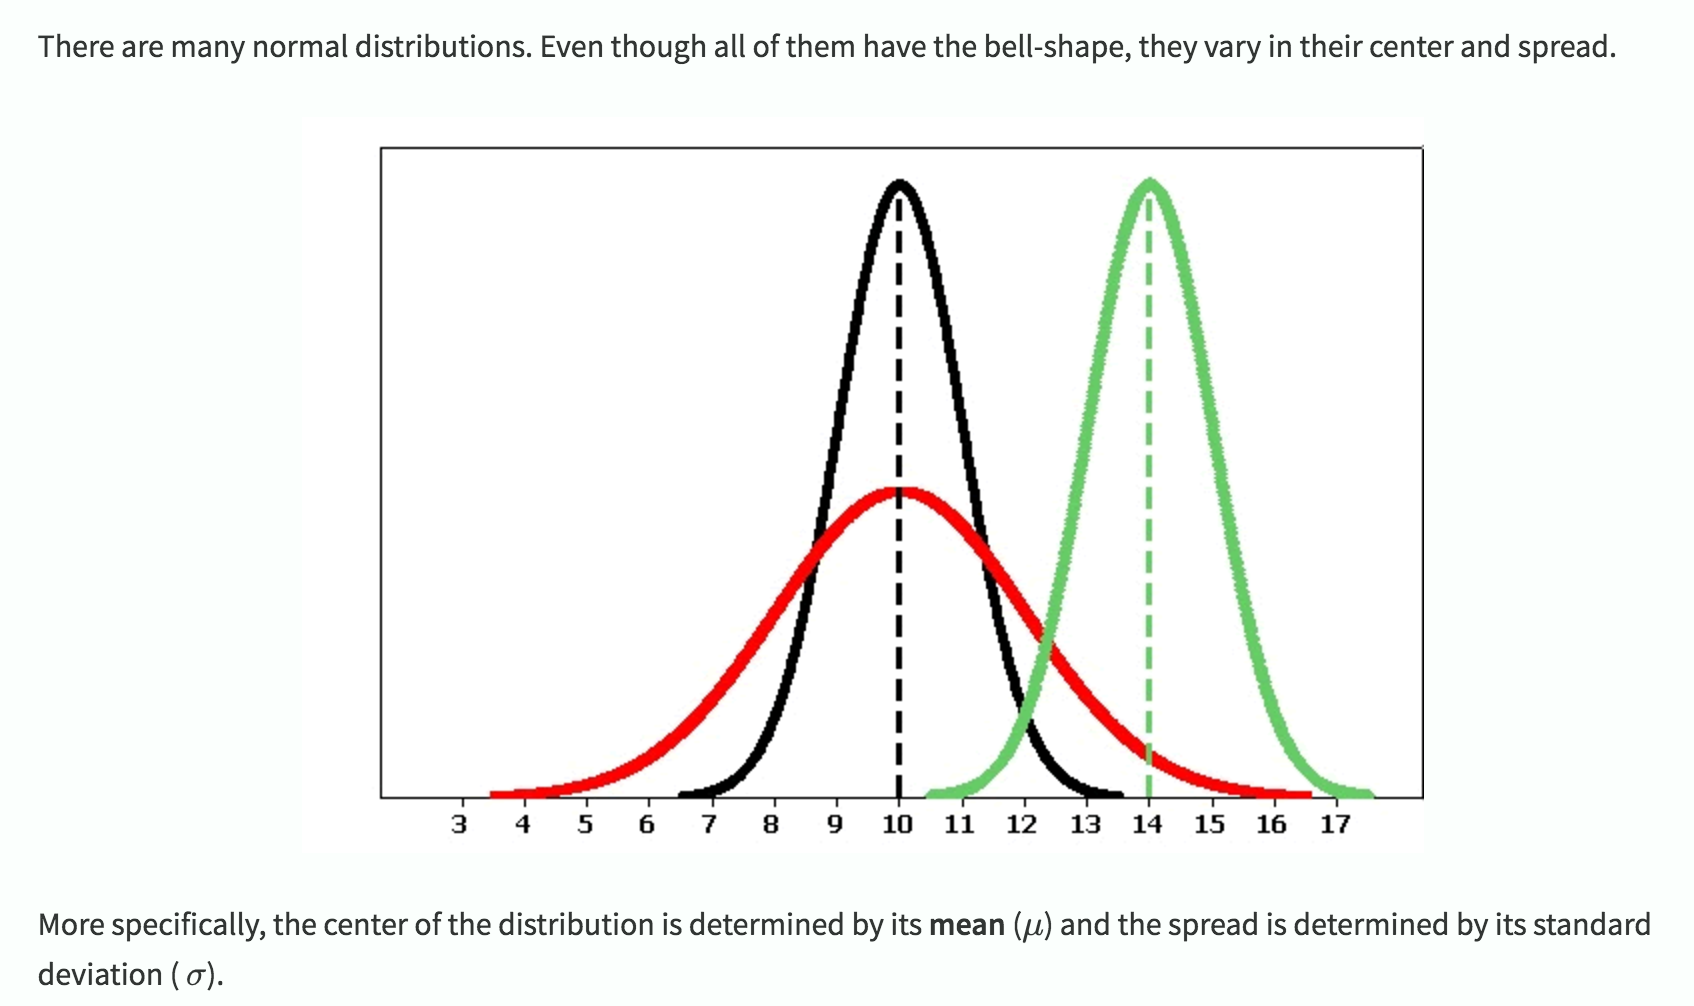 There are many normal distributions. Even though all of them have the bell-shape, they vary in their center and spread.
3 4 5 6 7 8 9 10 11 12 13 14 15 16 17
More specifically, the center of the distribution is determined by its mean (μ) and the spread is determined by its standard
deviation ( σ).